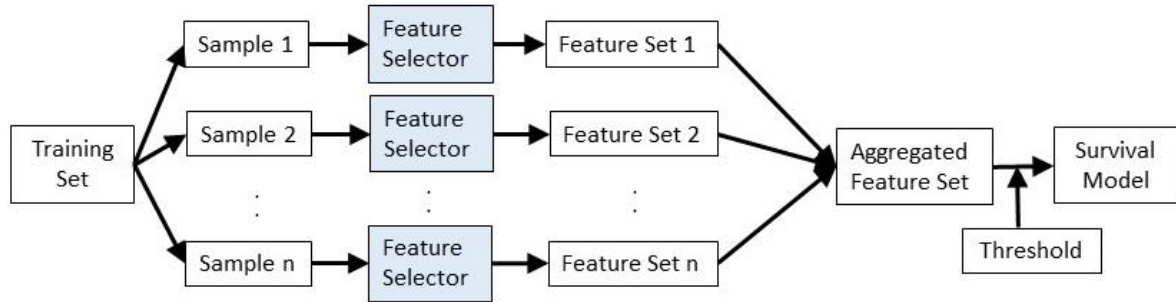 Training
Set
Sample 1
Feature
Selector
Feature Set 1
Sample 2
Feature
Selector
Feature Set 2
Sample n
Feature
Selector
Feature Set n
Aggregated
Feature Set
Survival
Model
Threshold